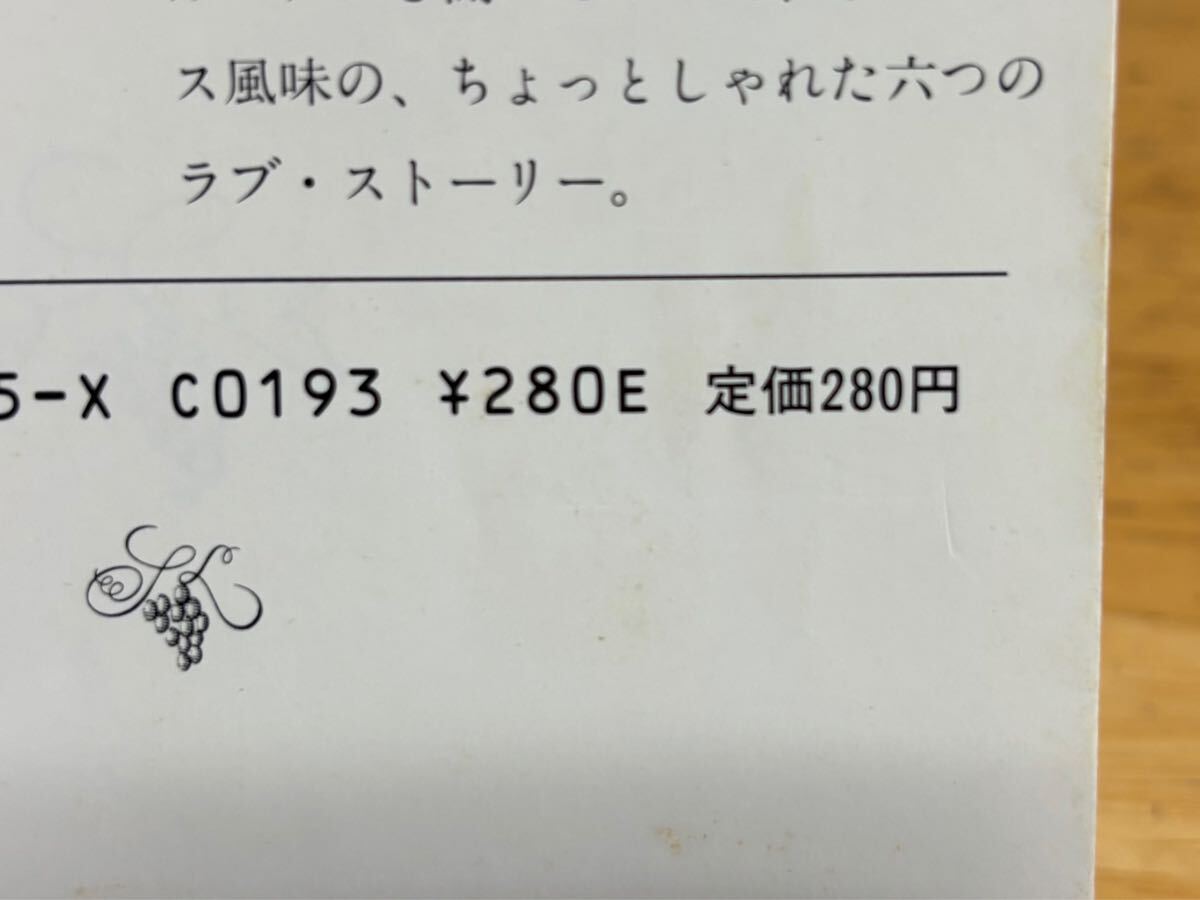 ス風味の、ちょっとしゃれた六つの
ラブ・ストーリー。
5-X C0193 ¥280E 定価280円